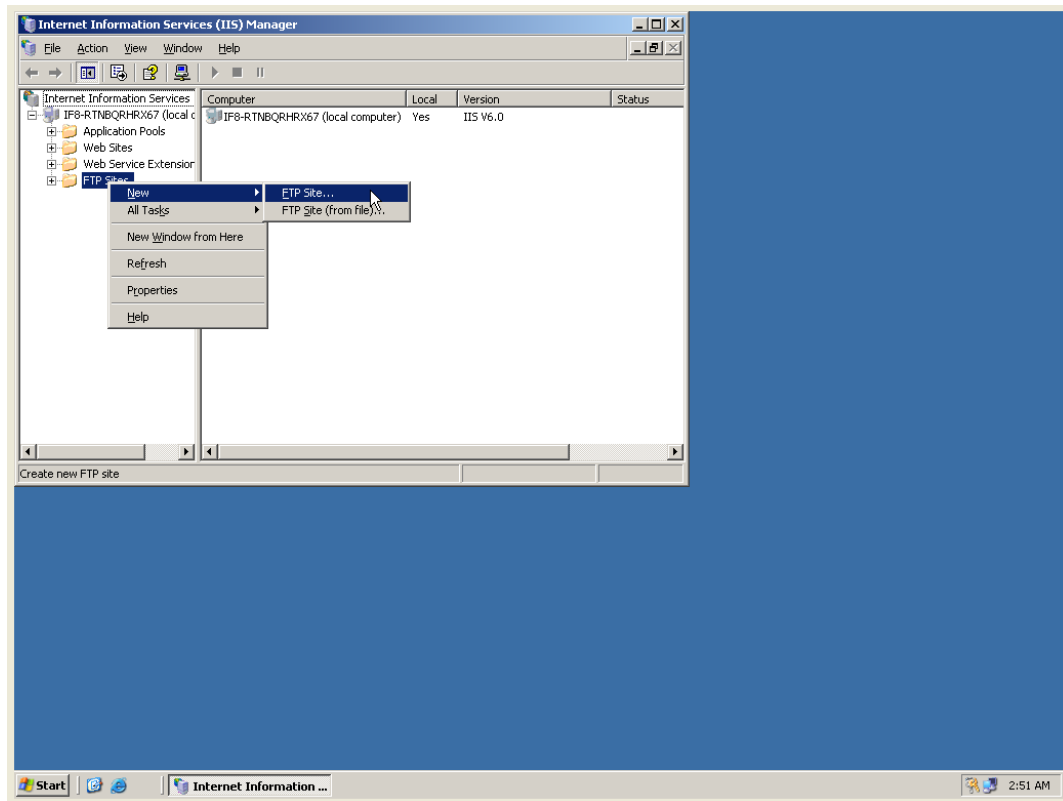 Internet Information Services (IIS) Manager
File Action View Window Help
Internet Information Services
Computer Local Version Status
IF8-RTNBQRHRX67 (local c
IF8-RTNBQRHRX67 (local computer) Yes IIS V6.0
Application Pools
Web Sites
Web Service Extension
FTP Sites
New
FTP Site...
All Tasks
FTP Site (from file)...
New Window from Here
Refresh
Properties
Help
Create new FTP site
Start
Internet Information ...
2:51 AM